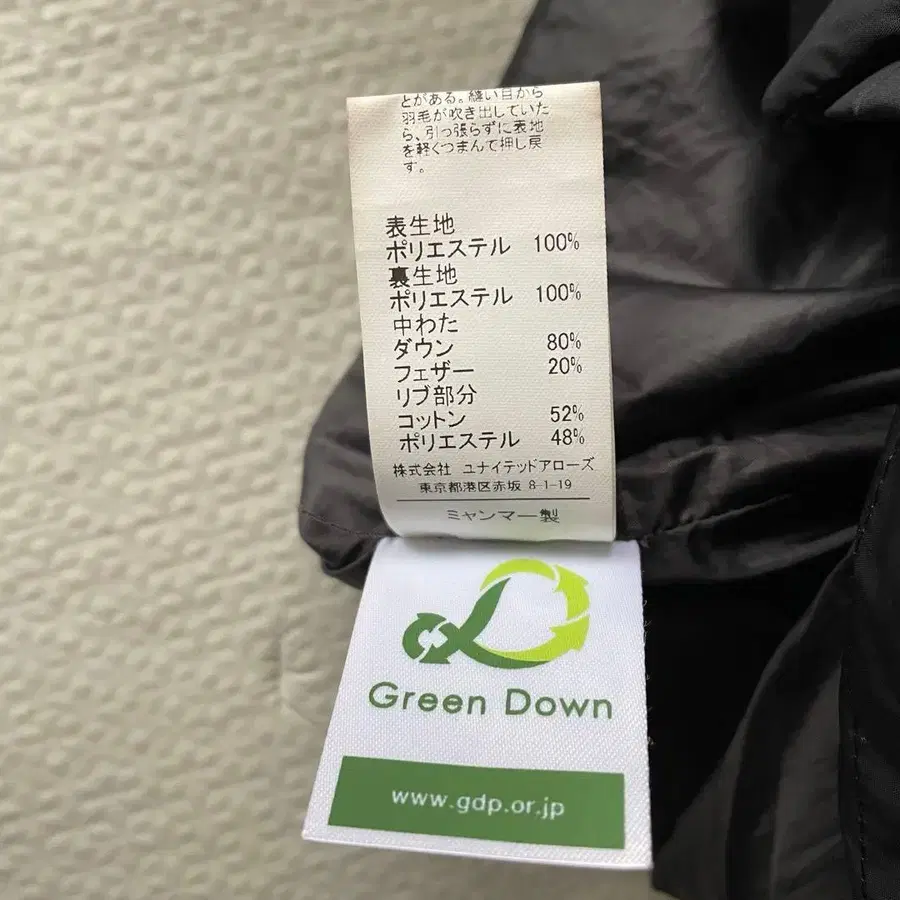 とがある。縫い目から
羽毛が吹き出していた
ら、引っ張らずに表地
を軽くつまんで押し戻
す。
表生地
ポリエステル 100%
裏生地
ポリエステル 100%
中わた
ダウン 80%
フェザー 20%
リブ部分
コットン 52%
ポリエステル 48%
株式会社 ユナイテッドアローズ
東京都港区赤坂 8-1-19
ミャンマー製
Green Down
www.gdp.or.jp